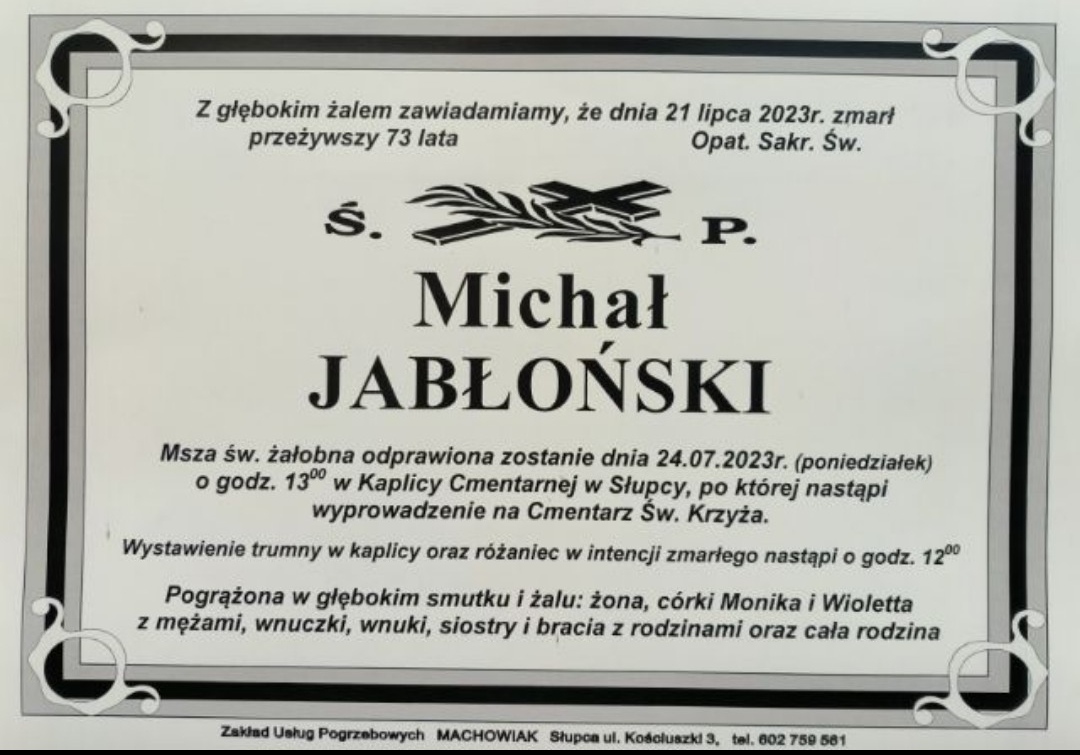 Z głębokim żalem zawiadamiamy, że dnia 21 lipca 2023r. zmarł
przeżywszy 73 lata Opat. Sakr. Św.
Ś. P.
Michał
JABŁOŃSKI
Msza św. żałobna odprawiona zostanie dnia 24.07.2023r. (poniedziałek)
o godz. 13⁰⁰ w Kaplicy Cmentarnej w Słupcy, po której nastąpi
wyprowadzenie na Cmentarz Św. Krzyża.
Wystawienie trumny w kaplicy oraz różaniec w intencji zmarłego nastąpi o godz. 12⁰⁰
Pogrążona w głębokim smutku i żalu: żona, córki Monika i Wioletta
z mężami, wnuczki, wnuki, siostry i bracia z rodzinami oraz cała rodzina
Zakład Usług Pogrzebowych MACHOWIAK Słupca ul. Kościuszki 3, tel. 602 759 561